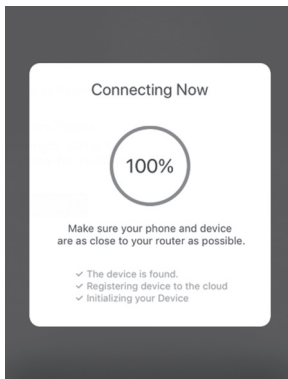 Connecting Now
100%
Make sure your phone and device
are as close to your router as possible.
✓ The device is found.
✓ Registering device to the cloud
✓ Initializing your Device